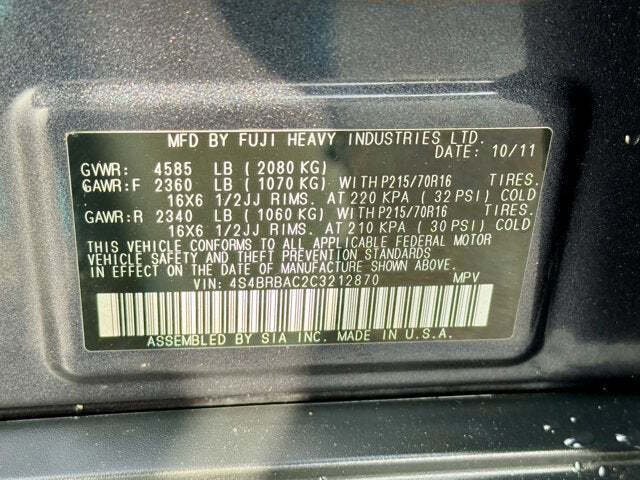 MFD BY FUJI HEAVY INDUSTRIES LTD.
DATE: 10/11
GVWR: 4585 LB ( 2080 KG)
GAWR:F 2360 LB ( 1070 KG) WITH P215/70R16 TIRES.
16X6 1/2JJ RIMS. AT 220 KPA ( 32 PSI) COLD
GAWR:R 2340 LB ( 1060 KG) WITH P215/70R16 TIRES.
16X6 1/2JJ RIMS. AT 210 KPA ( 30 PSI) COLD
THIS VEHICLE CONFORMS TO ALL APPLICABLE FEDERAL MOTOR
VEHICLE SAFETY AND THEFT PREVENTION STANDARDS
IN EFFECT ON THE DATE OF MANUFACTURE SHOWN ABOVE.
VIN: 4S4BRBAC2C3212870 MPV
ASSEMBLED BY SIA INC. MADE IN U.S.A.